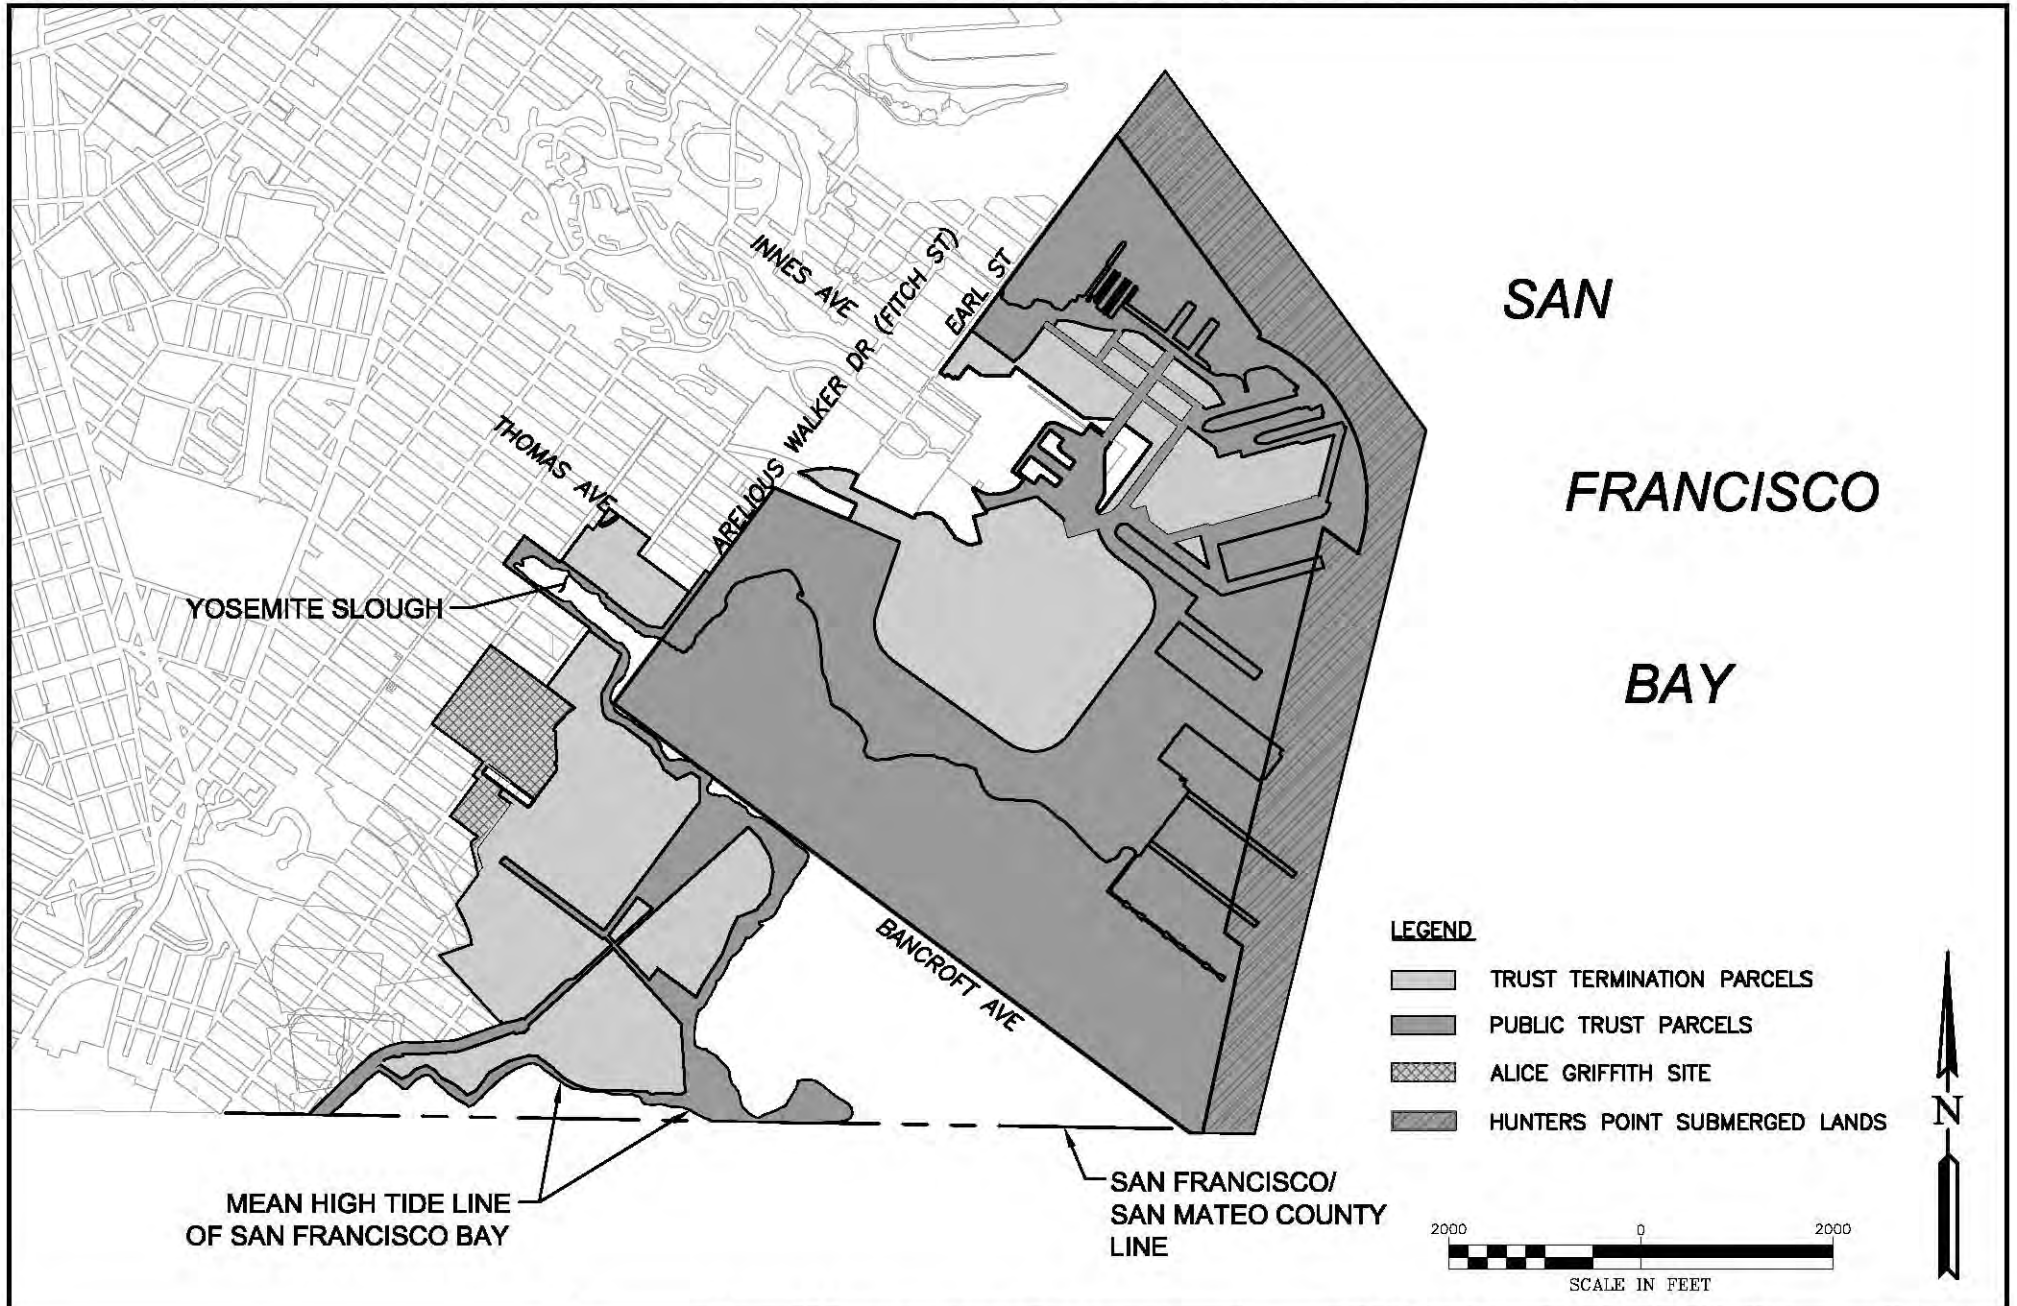 INNES AVE
ARELIOUS WALKER DR (FITCH ST)
EARL ST
THOMAS AVE
YOSEMITE SLOUGH
SAN
FRANCISCO
BAY
BANCROFT AVE
LEGEND
TRUST TERMINATION PARCELS
PUBLIC TRUST PARCELS
ALICE GRIFFITH SITE
HUNTERS POINT SUBMERGED LANDS
N
MEAN HIGH TIDE LINE
OF SAN FRANCISCO BAY
SAN FRANCISCO/
SAN MATEO COUNTY
LINE
2000 0 2000
SCALE IN FEET